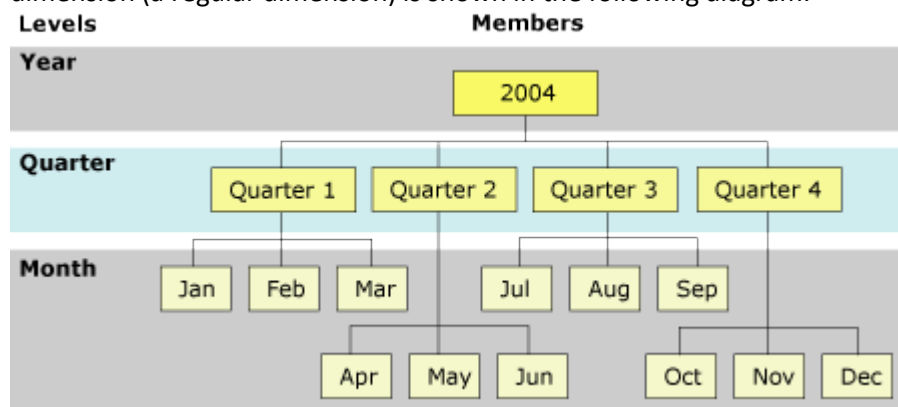 dimension (a regular dimension) is shown in the following diagram.
Levels Members
Year
2004
Quarter
Quarter 1 Quarter 2 Quarter 3 Quarter 4
Month
Jan Feb Mar Jul Aug Sep
Apr May Jun Oct Nov Dec